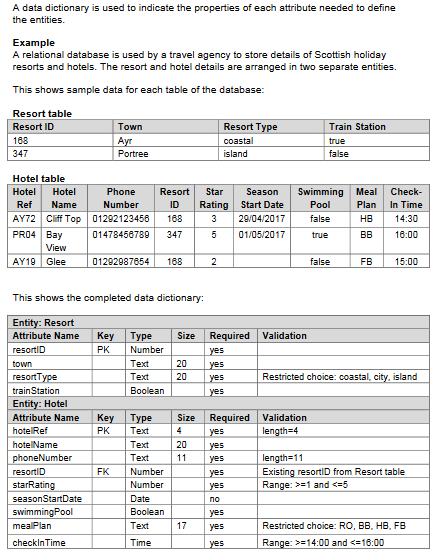 A data dictionary is used to indicate the properties of each attribute needed to define
the entities.
Example
A relational database is used by a travel agency to store details of Scottish holiday
resorts and hotels. The resort and hotel details are arranged in two separate entities.
This shows sample data for each table of the database:
Resort table
Resort ID Town Resort Type Train Station
168 Ayr coastal true
347 Portree island false
Hotel table
Hotel Hotel Phone Resort Star Season Swimming Meal Check-
Ref Name Number ID Rating Start Date Pool Plan In Time
AY72 Cliff Top 01292123456 168 3 29/04/2017 false HB 14:30
PR04 Bay 01478456789 347 5 01/05/2017 true BB 16:00
View
AY19 Glee 01292987654 168 2 false FB 15:00
This shows the completed data dictionary:
Entity: Resort
Attribute Name Key Type Size Required Validation
resortID PK Number yes
town Text 20 yes
resortType Text 20 yes Restricted choice: coastal, city, island
trainStation Boolean yes
Entity: Hotel
Attribute Name Key Type Size Required Validation
hotelRef PK Text 4 yes length=4
hotelName Text 20 yes
phoneNumber Text 11 yes length=11
resortID FK Number yes Existing resortID from Resort table
starRating Number yes Range: >=1 and <=5
seasonStartDate Date no
swimmingPool Boolean yes
mealPlan Text 17 yes Restricted choice: RO, BB, HB, FB
checkInTime Time yes Range: >=14:00 and <=16:00